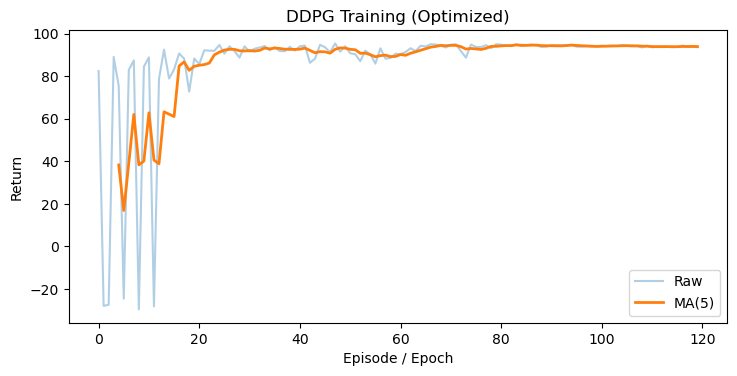 DDPG Training (Optimized)
Return
100
80
60
40
20
0
−20
0
20
40
60
80
100
120
Episode / Epoch
Raw
MA(5)